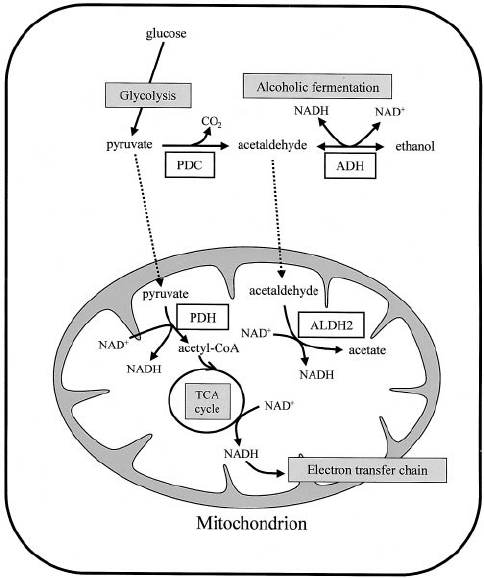 glucose
Glycolysis
Alcoholic fermentation
CO₂
NADH
NAD⁺
pyruvate
acetaldehyde
ethanol
PDC
ADH
pyruvate
acetaldehyde
PDH
ALDH2
NAD⁺
NAD⁺
acetyl-CoA
acetate
NADH
NADH
TCA
cycle
NAD⁺
NADH
Electron transfer chain
Mitochondrion